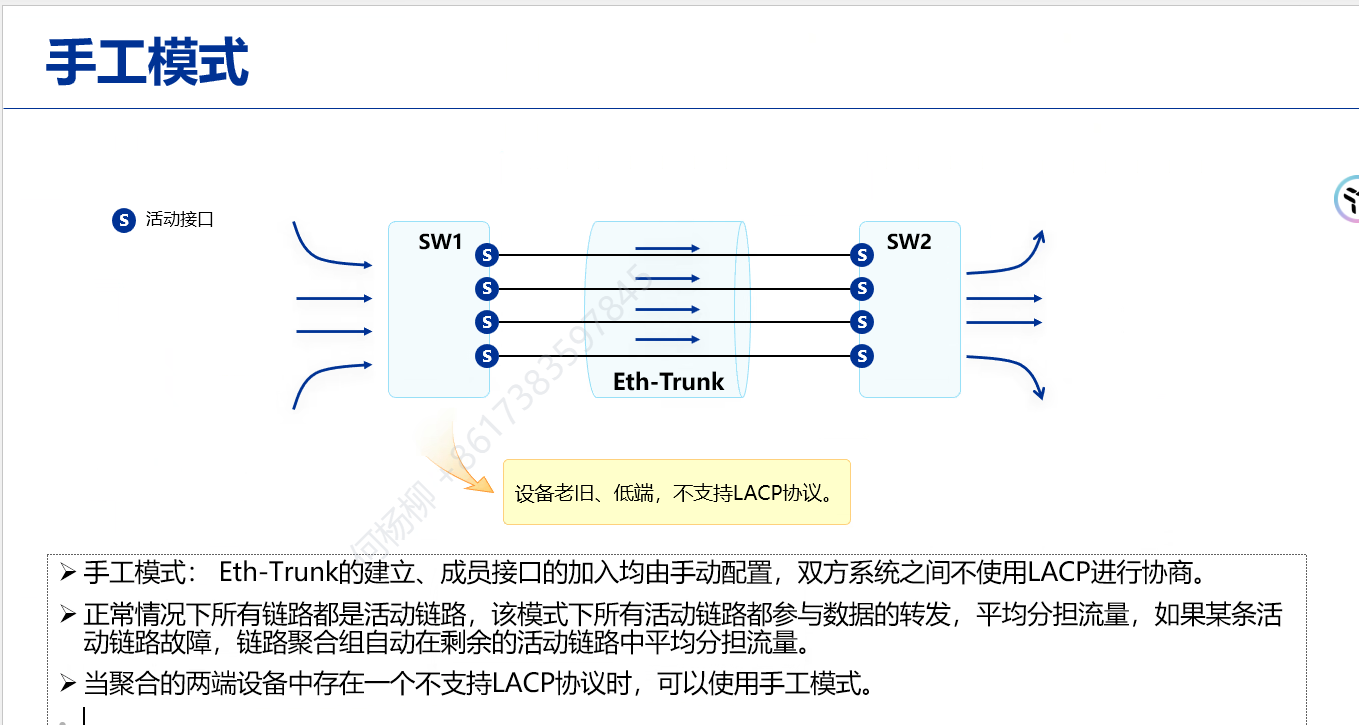 手工模式
S 活动接口
SW1
SW2
S S
S S
S S
S S
Eth-Trunk
何杨柳 +8617383597845
设备老旧、低端，不支持LACP协议。
手工模式： Eth-Trunk的建立、成员接口的加入均由手动配置，双方系统之间不使用LACP进行协商。
正常情况下所有链路都是活动链路，该模式下所有活动链路都参与数据的转发，平均分担流量，如果某条活
动链路故障，链路聚合组自动在剩余的活动链路中平均分担流量。
当聚合的两端设备中存在一个不支持LACP协议时，可以使用手工模式。